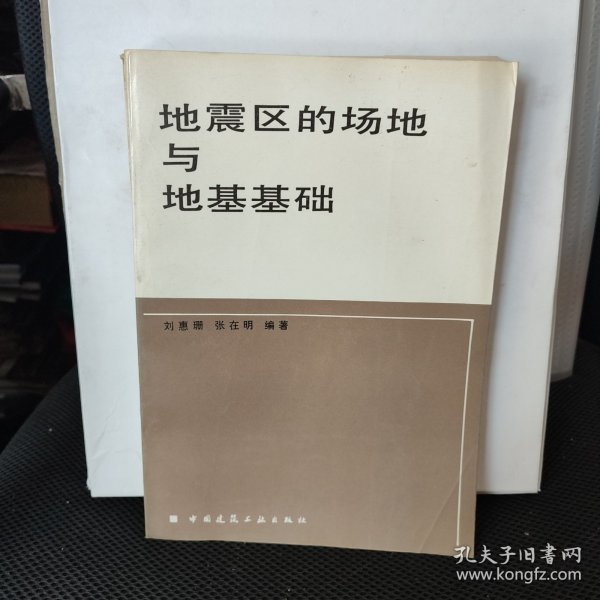 地震区的场地
与
地基基础
刘惠珊 张在明 编著
中国建筑工业出版社
孔夫子旧书网
www.kongfz.com